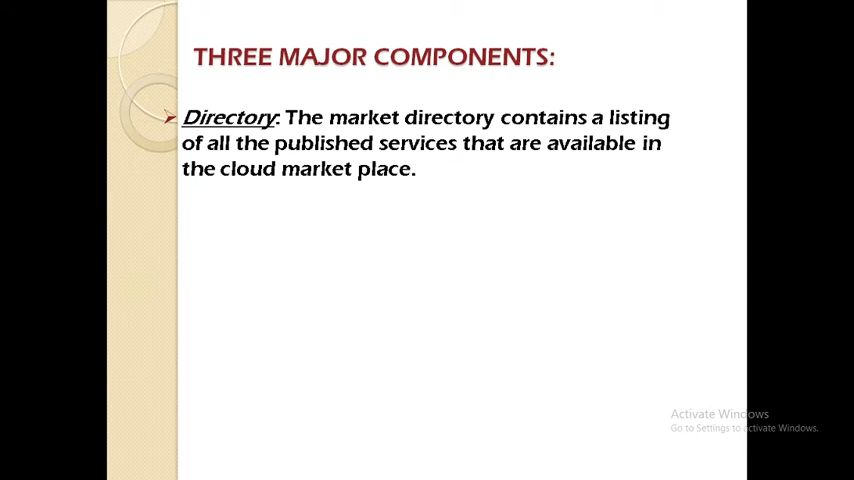 THREE MAJOR COMPONENTS:
Directory: The market directory contains a listing
of all the published services that are available in
the cloud market place.
Activate Windows
Go to Settings to activate Windows.